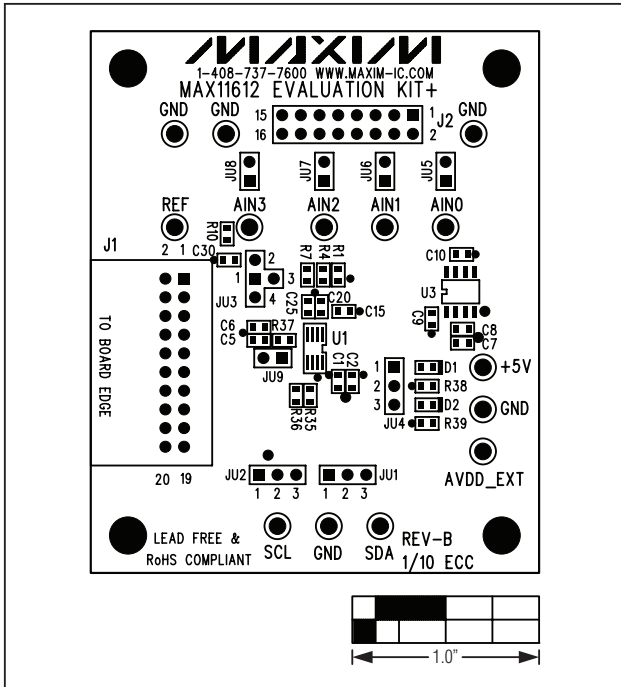 MAXIM
1-408-737-7600 WWW.MAXIM-IC.COM
MAX11612 EVALUATION KIT+
GND GND 15 1 J2 GND
16 2
JU8 JU7 JU6 JU5
REF AIN3 AIN2 AIN1 AIN0
R10
J1 2 1 C30 2 R7 R4 R1 C10
1 3 U3
JU3 4 C25 C20 C15 C9
C6 R37 U1 C8
C5 C7
TO BOARD EDGE
JU9 C1 C2 1 D1 +5V
2 R38
R36 R35 3 D2 GND
JU4 R39
20 19 JU2 JU1 AVDD_EXT
1 2 3 1 2 3
LEAD FREE & SCL GND SDA REV-B
RoHS COMPLIANT 1/10 ECC
1.0"